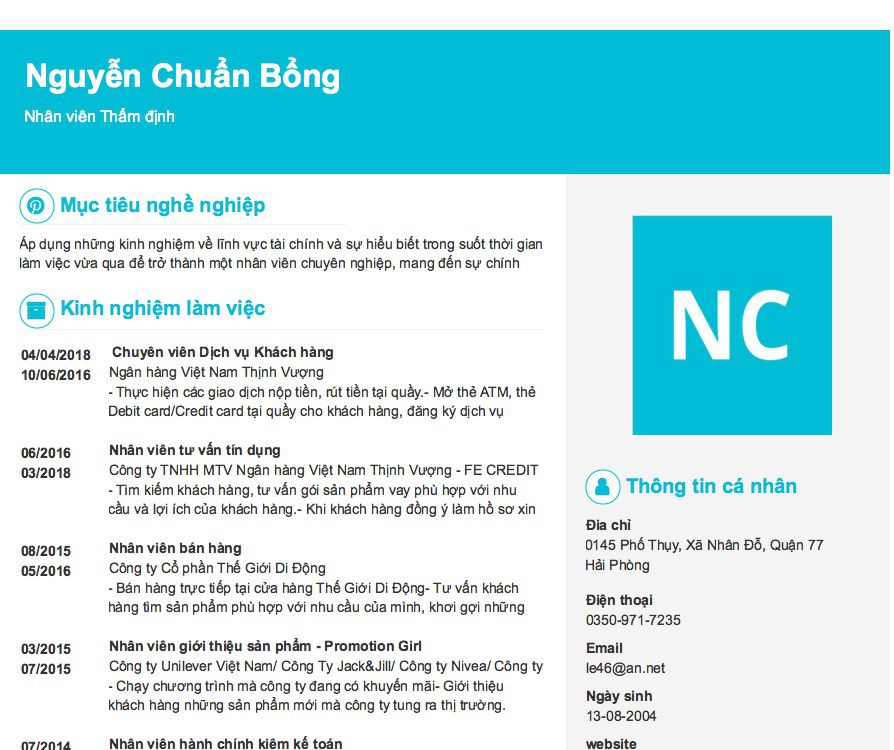 Nguyễn Chuẩn Bổng
Nhân viên Thẩm định
Mục tiêu nghề nghiệp
Áp dụng những kinh nghiệm về lĩnh vực tài chính và sự hiểu biết trong suốt thời gian
làm việc vừa qua để trở thành một nhân viên chuyên nghiệp, mang đến sự chính
Kinh nghiệm làm việc
04/04/2018 Chuyên viên Dịch vụ Khách hàng
10/06/2016 Ngân hàng Việt Nam Thịnh Vượng
- Thực hiện các giao dịch nộp tiền, rút tiền tại quầy.- Mở thẻ ATM, thẻ
Debit card/Credit card tại quầy cho khách hàng, đăng ký dịch vụ
06/2016 Nhân viên tư vấn tín dụng
03/2018 Công ty TNHH MTV Ngân hàng Việt Nam Thịnh Vượng - FE CREDIT
- Tìm kiếm khách hàng, tư vấn gói sản phẩm vay phù hợp với nhu
cầu và lợi ích của khách hàng.- Khi khách hàng đồng ý làm hồ sơ xin
08/2015 Nhân viên bán hàng
05/2016 Công ty Cổ phần Thế Giới Di Động
- Bán hàng trực tiếp tại cửa hàng Thế Giới Di Động- Tư vấn khách
hàng tìm sản phẩm phù hợp với nhu cầu của mình, khơi gợi những
03/2015 Nhân viên giới thiệu sản phẩm - Promotion Girl
07/2015 Công ty Unilever Việt Nam/ Công Ty Jack&Jill/ Công ty Nivea/ Công ty
- Chạy chương trình mà công ty đang có khuyến mãi- Giới thiệu
khách hàng những sản phẩm mới mà công ty tung ra thị trường.
07/2014 Nhân viên hành chính kiêm kế toán
NC
Thông tin cá nhân
Địa chỉ
0145 Phố Thụy, Xã Nhân Đỗ, Quận 77
Hải Phòng
Điện thoại
0350-971-7235
Email
le46@an.net
Ngày sinh
13-08-2004
website